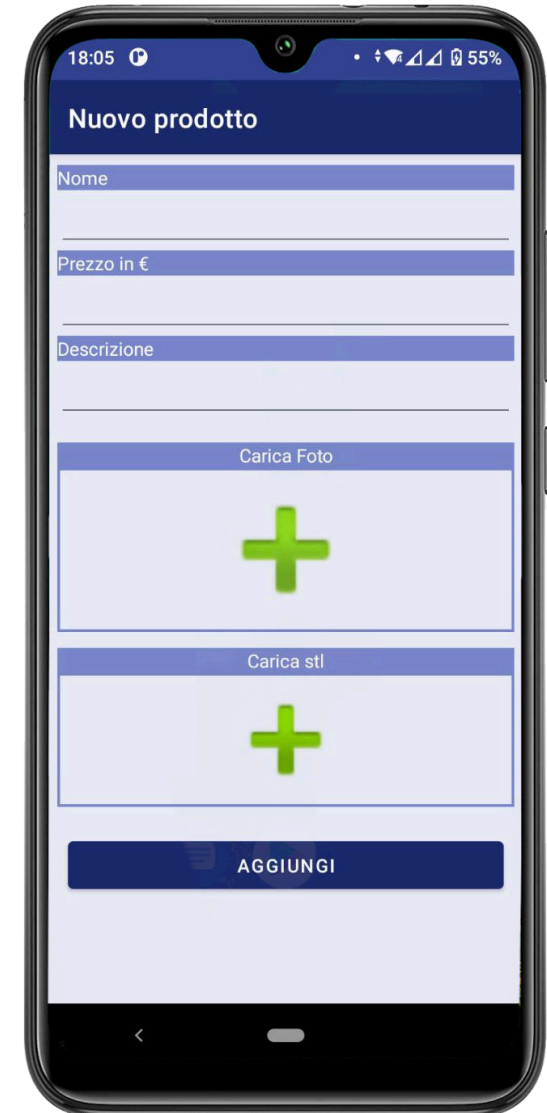 18:05 55%
Nuovo prodotto
Nome
Prezzo in €
Descrizione
Carica Foto
Carica stl
AGGIUNGI